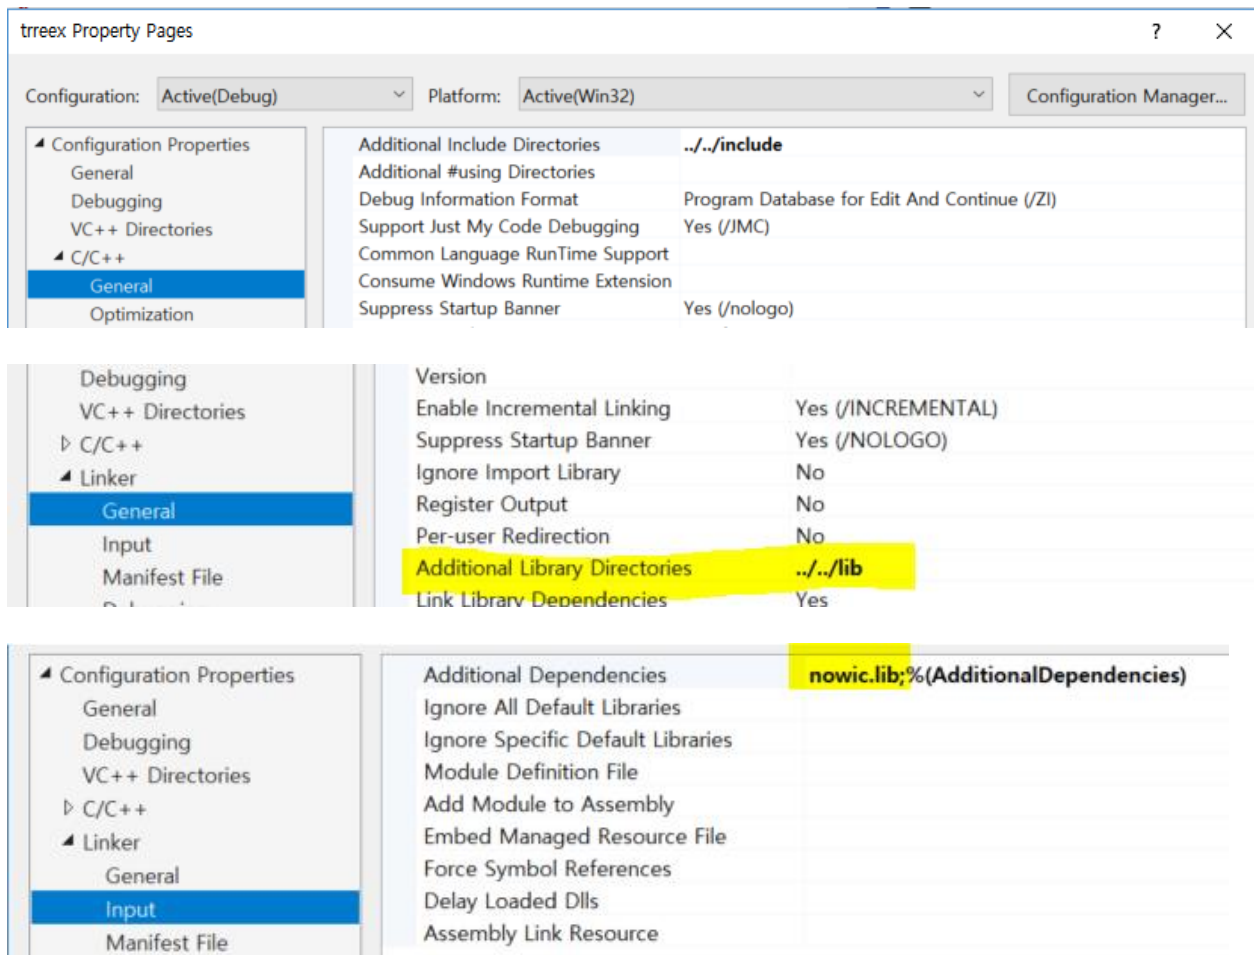 trreex Property Pages ? ×
Configuration: Active(Debug) Platform: Active(Win32) Configuration Manager...
Configuration Properties Additional Include Directories ../../include
General Additional #using Directories
Debugging Debug Information Format Program Database for Edit And Continue (/ZI)
VC++ Directories Support Just My Code Debugging Yes (/JMC)
C/C++ Common Language RunTime Support
General Consume Windows Runtime Extension
Optimization Suppress Startup Banner Yes (/nologo)
Debugging Version
VC++ Directories Enable Incremental Linking Yes (/INCREMENTAL)
C/C++ Suppress Startup Banner Yes (/NOLOGO)
Linker Ignore Import Library No
General Register Output No
Input Per-user Redirection No
Manifest File Additional Library Directories ../../lib
Link Library Dependencies Yes
Configuration Properties Additional Dependencies nowic.lib;%(AdditionalDependencies)
General Ignore All Default Libraries
Debugging Ignore Specific Default Libraries
VC++ Directories Module Definition File
C/C++ Add Module to Assembly
Linker Embed Managed Resource File
General Force Symbol References
Input Delay Loaded Dlls
Manifest File Assembly Link Resource